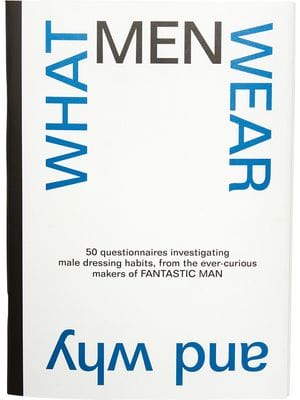 WHAT
MEN
WEAR
50 questionnaires investigating
male dressing habits, from the ever-curious
makers of FANTASTIC MAN
and why